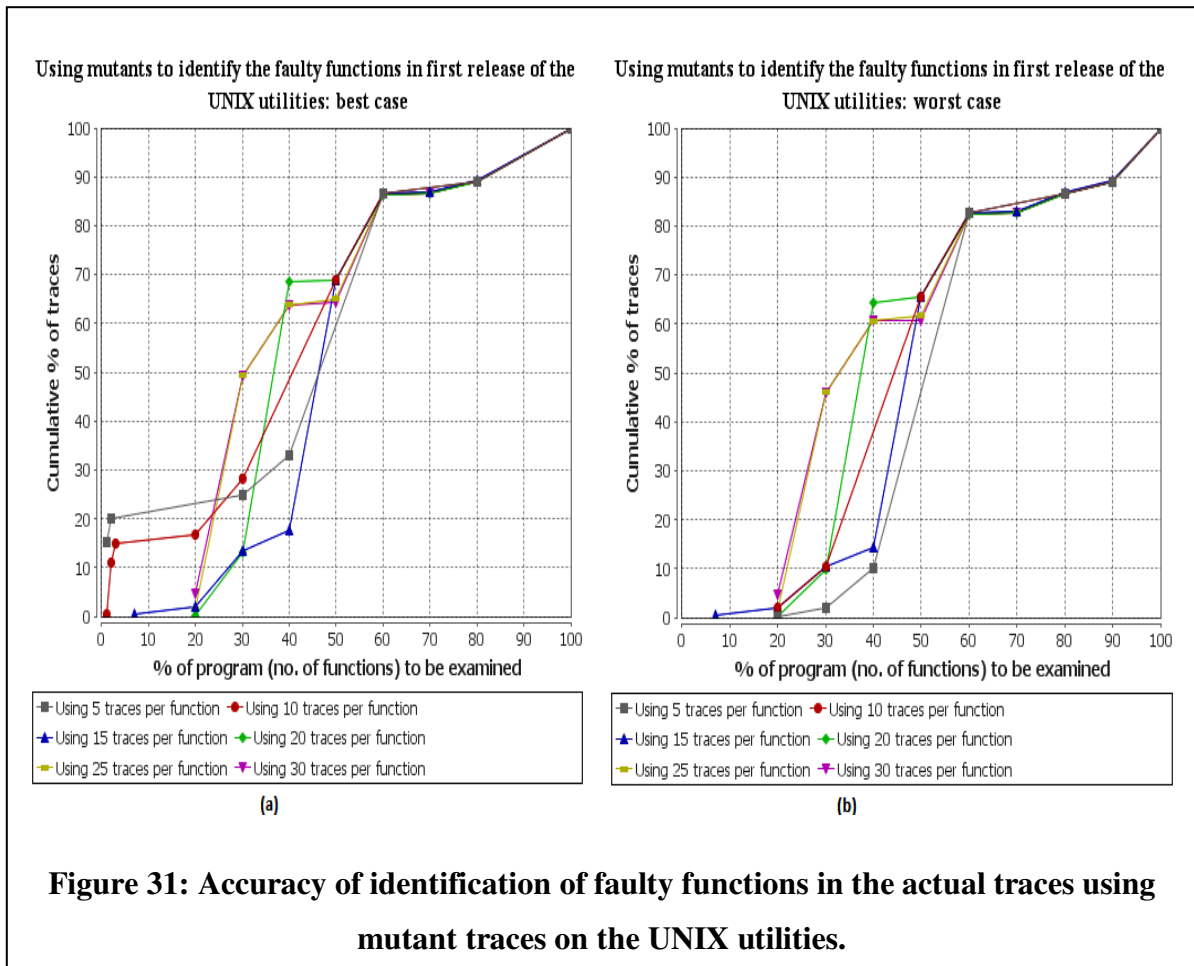 Using mutants to identify the faulty functions in first release of the
UNIX utilities: best case
100
90
80
70
60
50
40
30
20
10
0
Cumulative % of traces
0 10 20 30 40 50 60 70 80 90 100
% of program (no. of functions) to be examined
Using 5 traces per function Using 10 traces per function
Using 15 traces per function Using 20 traces per function
Using 25 traces per function Using 30 traces per function
(a)
Using mutants to identify the faulty functions in first release of the
UNIX utilities: worst case
100
90
80
70
60
50
40
30
20
10
0
Cumulative % of traces
0 10 20 30 40 50 60 70 80 90 100
% of program (no. of functions) to be examined
Using 5 traces per function Using 10 traces per function
Using 15 traces per function Using 20 traces per function
Using 25 traces per function Using 30 traces per function
(b)
Figure 31: Accuracy of identification of faulty functions in the actual traces using
mutant traces on the UNIX utilities.